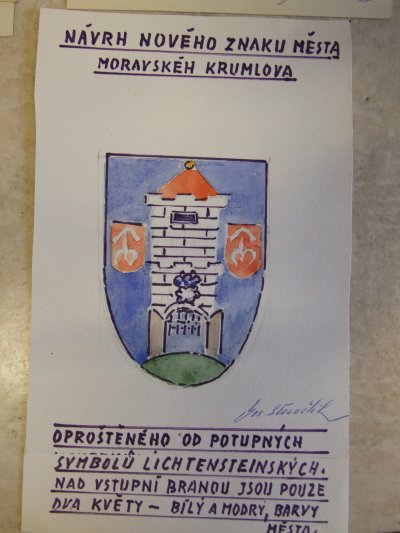 NÁVRH NOVÉHO ZNAKU MĚSTA
MORAVSKÉH KRUMLOVA
OPROŠTĚNÉHO OD POTUPNÝCH
SYMBOLŮ LICHTENSTEINSKÝCH.
NAD VSTUPNÍ BRANOU JSOU POUZE
DVA KVĚTY – BÍLÝ A MODRÝ, BARVY
MĚSTA.